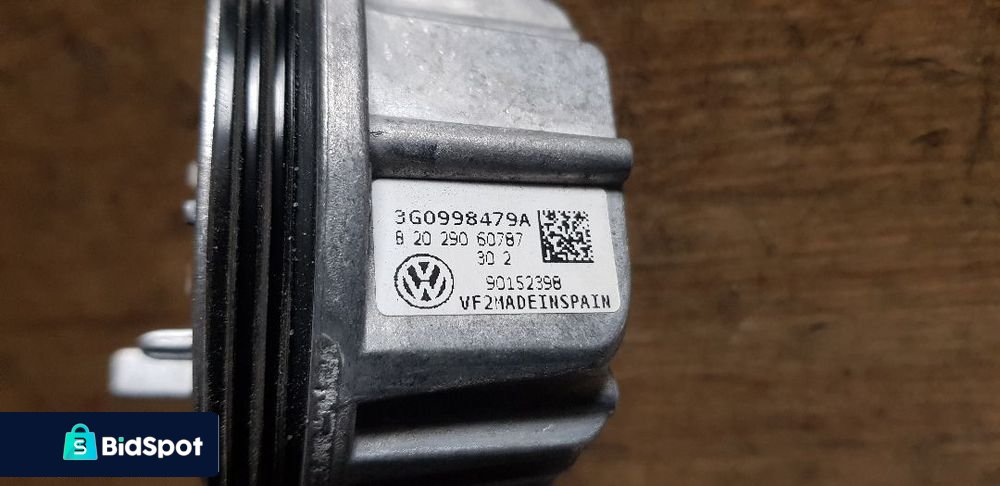 3G0998479A
8 20 290 60787
30 2
90152398
VF2MADEINSPAIN
BidSpot